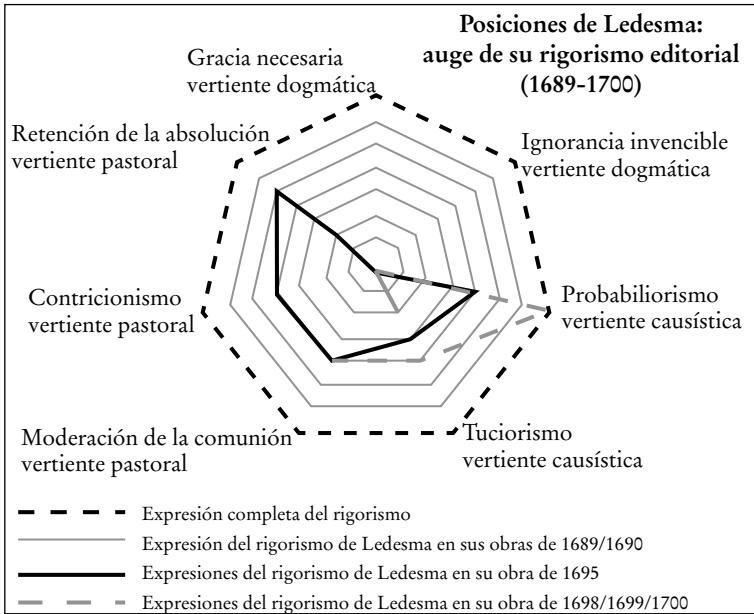 Posiciones de Ledesma:
auge de su rigorismo editorial
(1689-1700)
Gracia necesaria
vertiente dogmática
Retención de la absolución
vertiente pastoral
Ignorancia invencible
vertiente dogmática
Contricionismo
vertiente pastoral
Probabiliorismo
vertiente causística
Moderación de la comunión
vertiente pastoral
Tuciorismo
vertiente causística
Expresión completa del rigorismo
Expresión del rigorismo de Ledesma en sus obras de 1689/1690
Expresiones del rigorismo de Ledesma en su obra de 1695
Expresiones del rigorismo de Ledesma en su obra de 1698/1699/1700